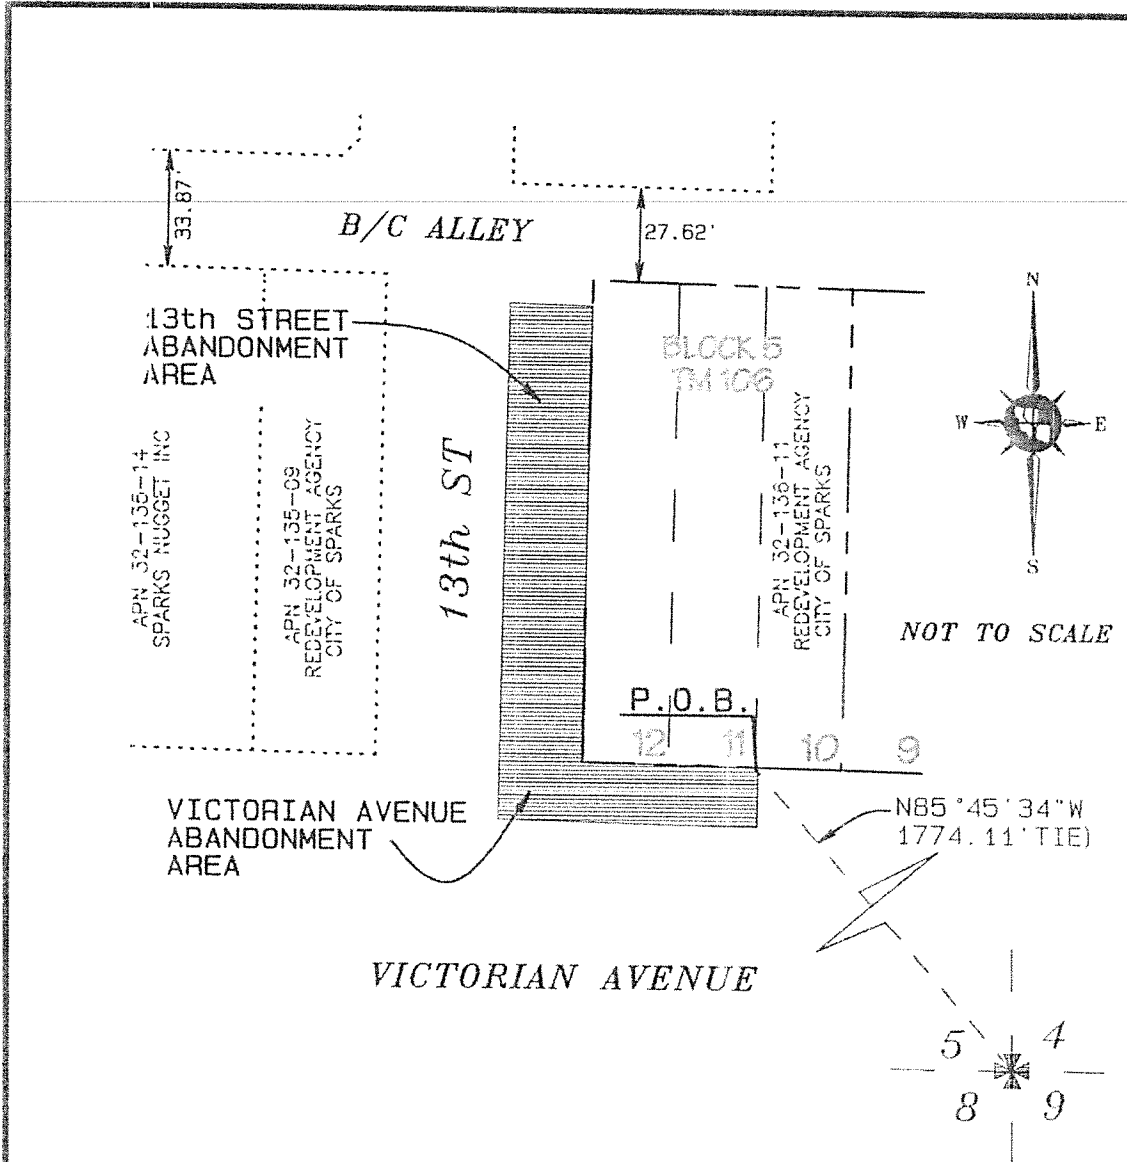 33.87'
B/C ALLEY
27.62'
N
13th STREET
ABANDONMENT
AREA
BLOCK 5
TM 106
W
E
S
APN 32-135-14
SPARKS NUGGET INC
APN 32-135-09
REDEVELOPMENT AGENCY
CITY OF SPARKS
13th ST
APN 32-136-11
REDEVELOPMENT AGENCY
CITY OF SPARKS
NOT TO SCALE
P.O.B.
12
11
10
9
VICTORIAN AVENUE
ABANDONMENT
AREA
N85°45'34"W
1774.11'TIE)
VICTORIAN AVENUE
5
4
8
9